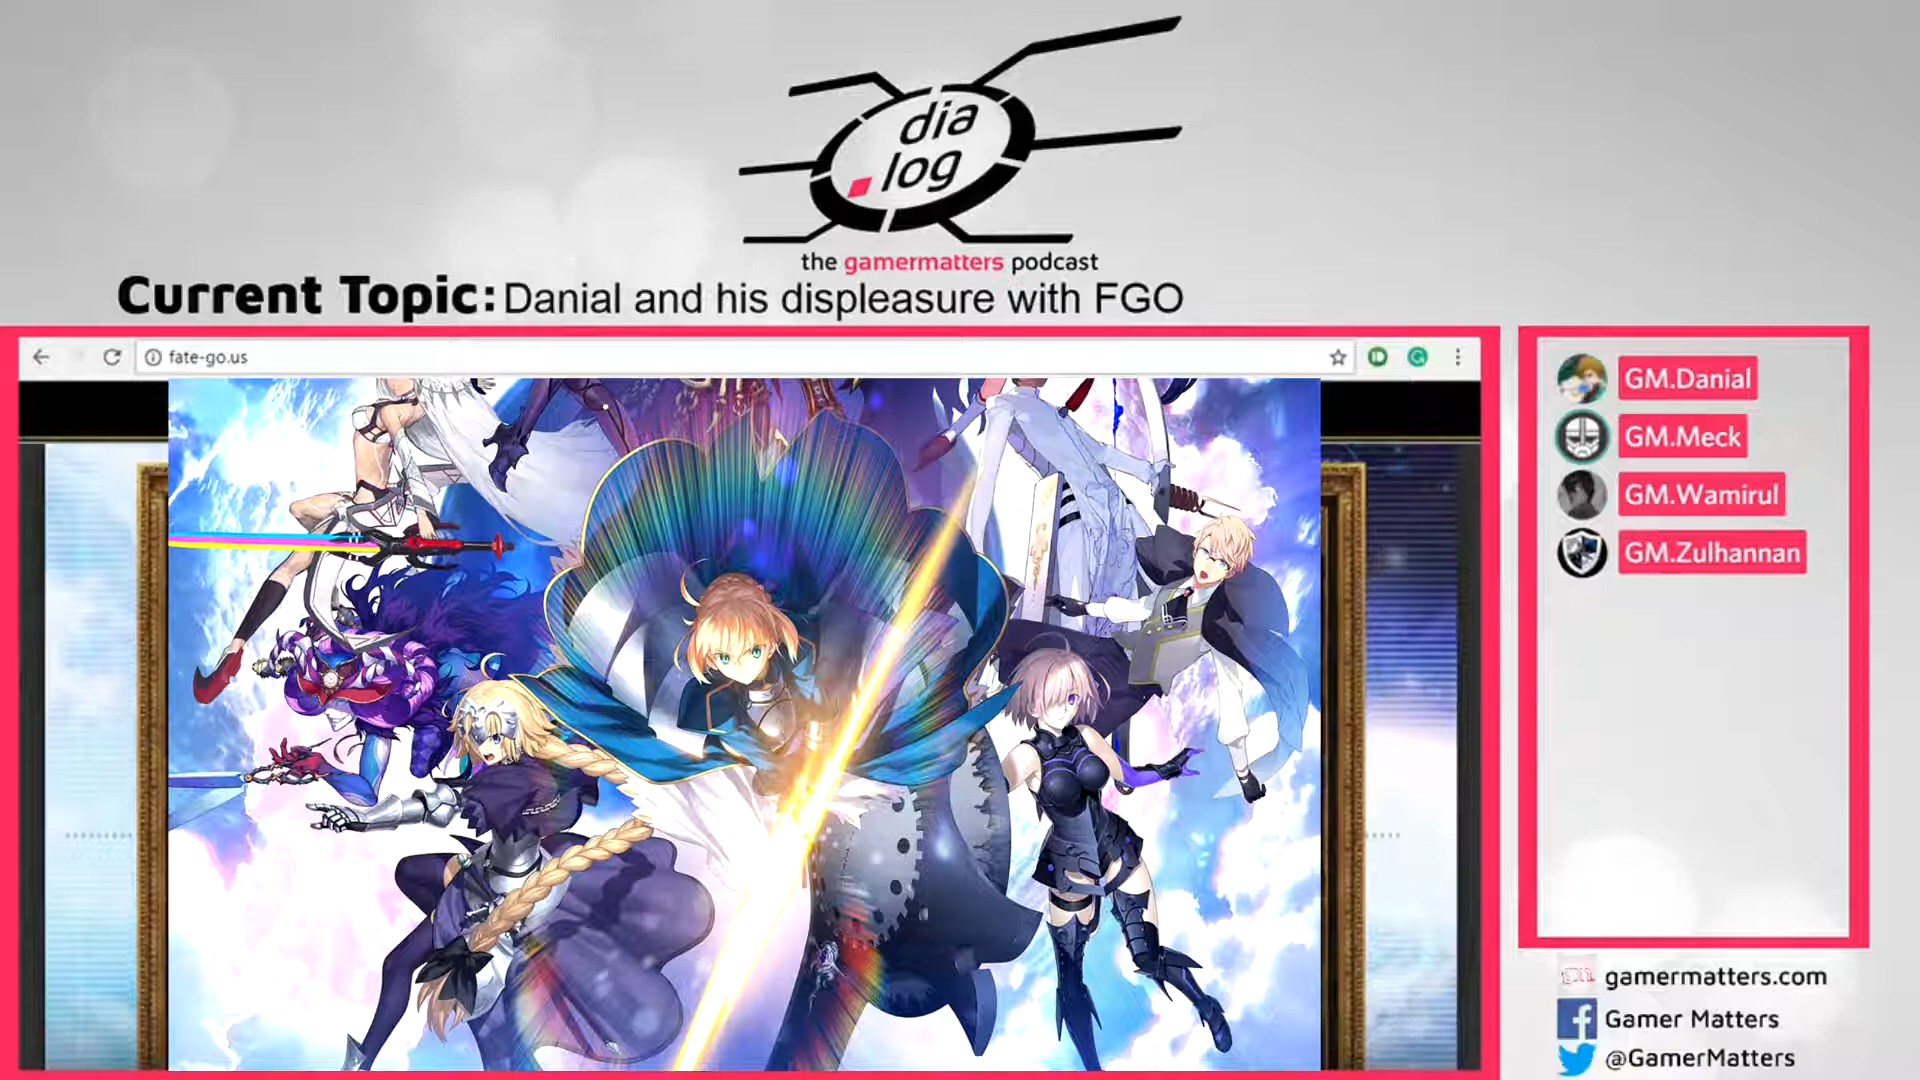 dia
.log
the gamermatters podcast
Current Topic: Danial and his displeasure with FGO
fate-go.us
GM.Danial
GM.Meck
GM.Wamirul
GM.Zulhannan
gamermatters.com
Gamer Matters
@GamerMatters